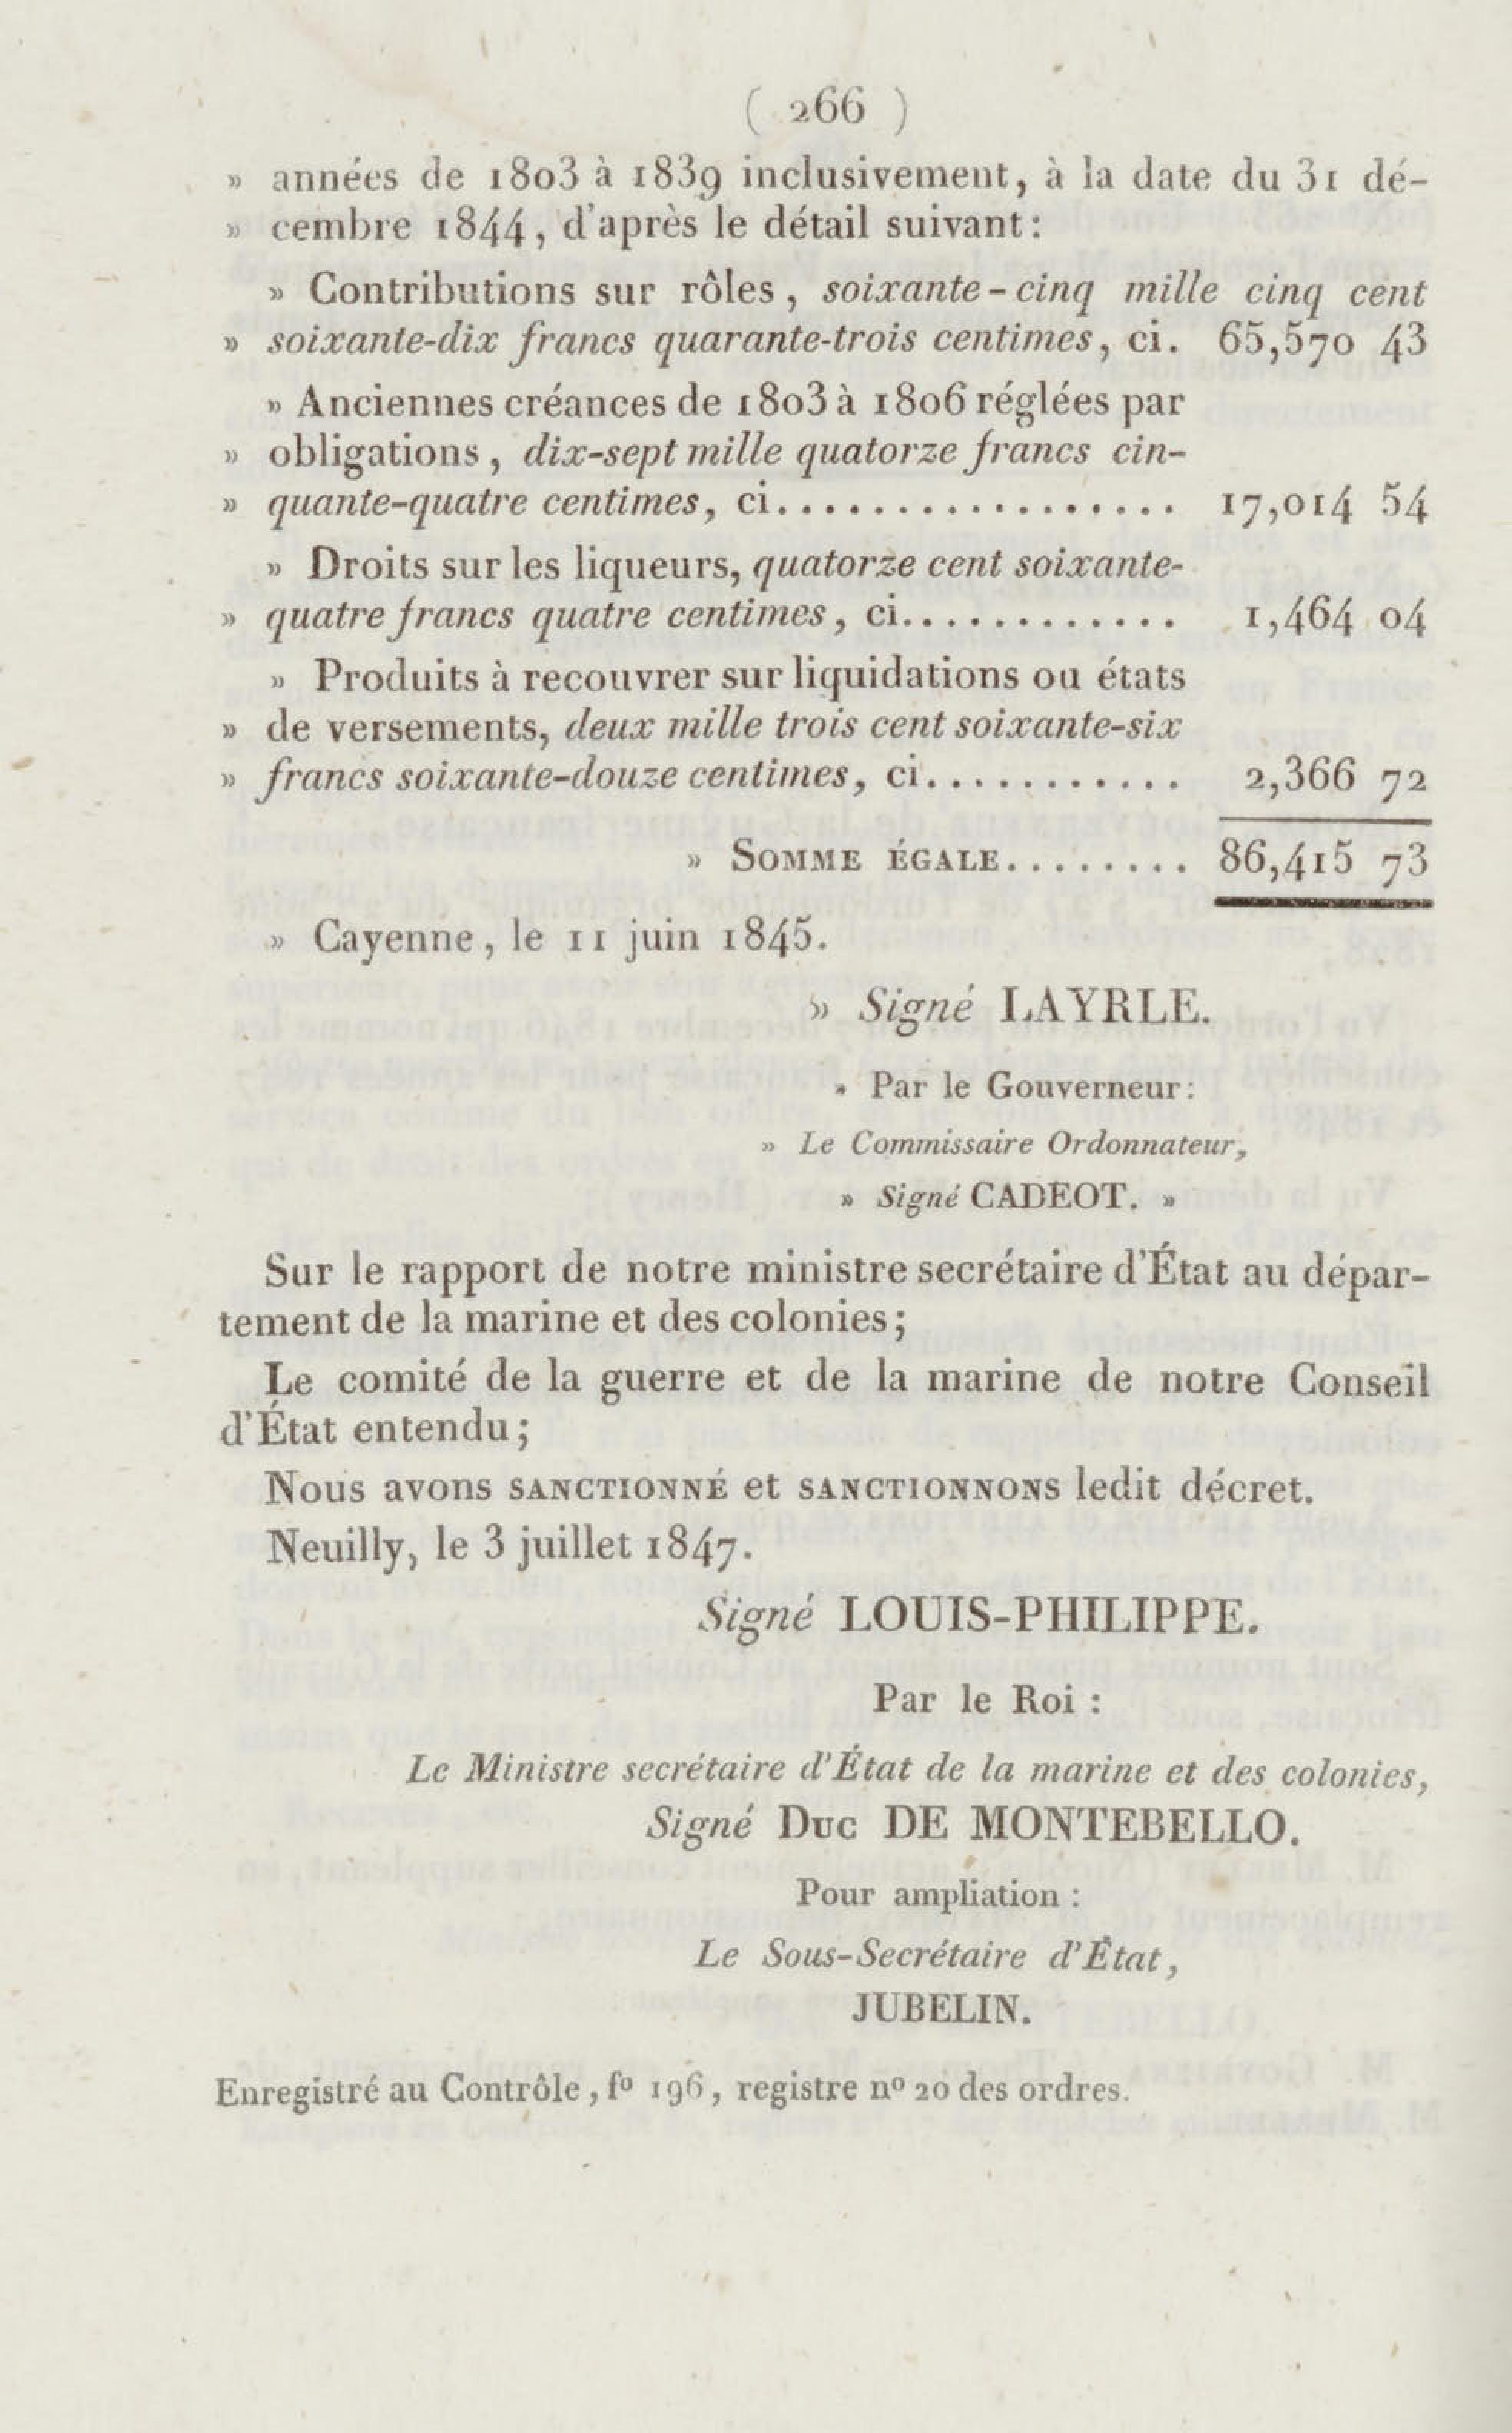 ( 266 )
» années de 1803 à 1839 inclusivement, à la date du 31 dé-
» cembre 1844, d'après le détail suivant:
» Contributions sur rôles, soixante-cinq mille cinq cent
» soixante-dix francs quarante-trois centimes, ci. 65,570 43
» Anciennes créances de 1803 à 1806 réglées par
» obligations, dix-sept mille quatorze francs cin-
» quante-quatre centimes, ci................. 17,014 54
» Droits sur les liqueurs, quatorze cent soixante-
» quatre francs quatre centimes, ci............ 1,464 04
» Produits à recouvrer sur liquidations ou états
» de versements, deux mille trois cent soixante-six
» francs soixante-douze centimes, ci........... 2,366 72
» SOMME ÉGALE........ 86,415 73
» Cayenne, le 11 juin 1845.
» Signé LAYRLE.
» Par le Gouverneur:
» Le Commissaire Ordonnateur,
» Signé CADEOT. »
Sur le rapport de notre ministre secrétaire d'État au dépar-
tement de la marine et des colonies;
Le comité de la guerre et de la marine de notre Conseil
d'État entendu;
Nous avons SANCTIONNÉ et SANCTIONNONS ledit décret.
Neuilly, le 3 juillet 1847.
Signé LOUIS-PHILIPPE.
Par le Roi :
Le Ministre secrétaire d'État de la marine et des colonies,
Signé Duc DE MONTEBELLO.
Pour ampliation :
Le Sous-Secrétaire d'État,
JUBELIN.
Enregistré au Contrôle, fº 196, registre nº 20 des ordres.